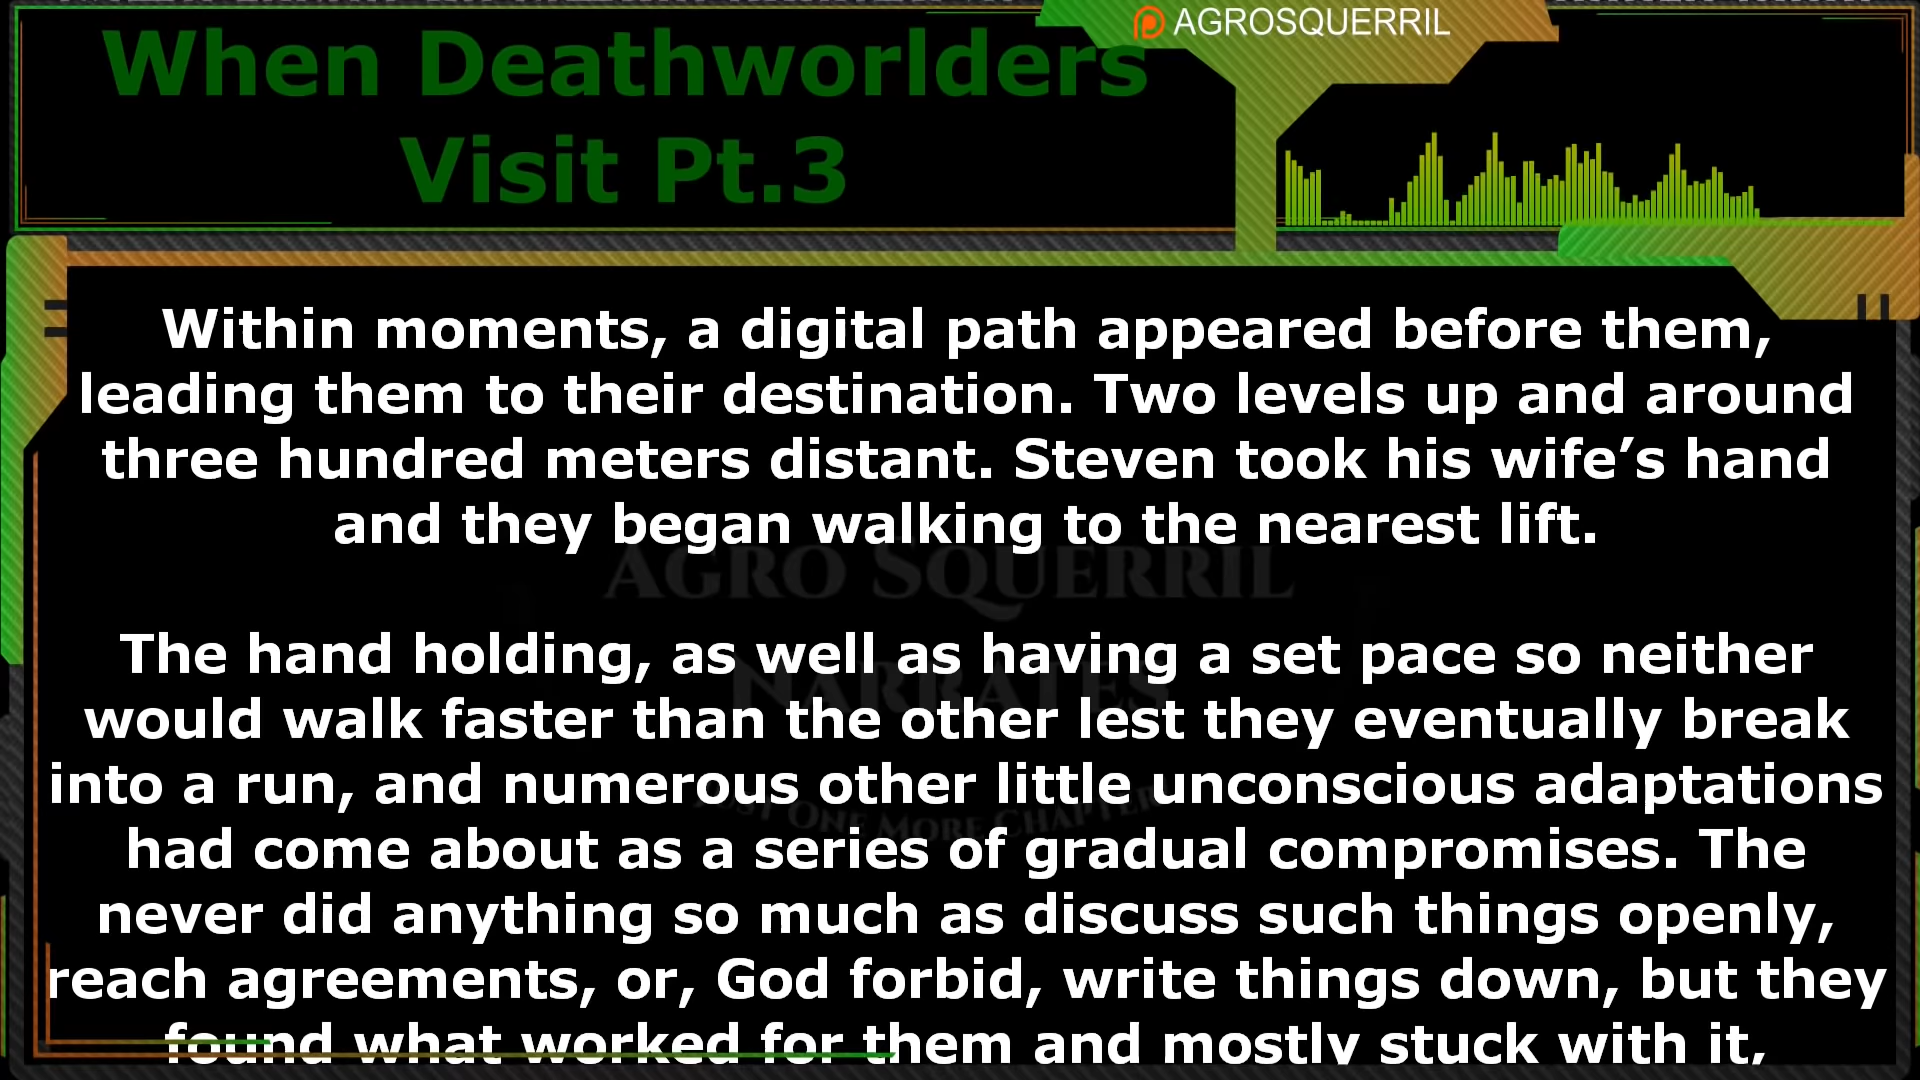 AGROSQUERRIL
When Deathworlders
Visit Pt.3
Within moments, a digital path appeared before them,
leading them to their destination. Two levels up and around
three hundred meters distant. Steven took his wife’s hand
and they began walking to the nearest lift.
AGRO SQUERRIL
The hand holding, as well as having a set pace so neither
NARRATES
would walk faster than the other lest they eventually break
into a run, and numerous other little unconscious adaptations
JUST ONE MORE CHAPTER
had come about as a series of gradual compromises. The
never did anything so much as discuss such things openly,
reach agreements, or, God forbid, write things down, but they
found what worked for them and mostly stuck with it,